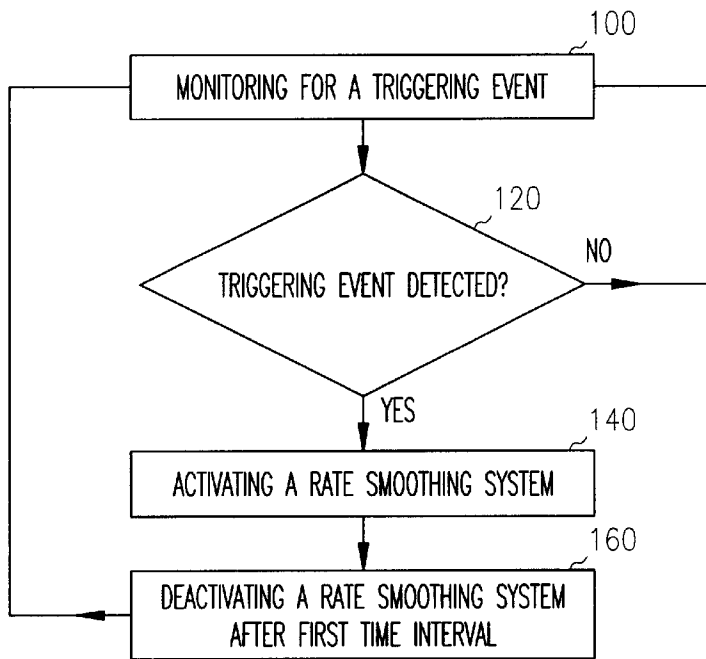 100
MONITORING FOR A TRIGGERING EVENT
120
TRIGGERING EVENT DETECTED?
NO
YES
140
ACTIVATING A RATE SMOOTHING SYSTEM
160
DEACTIVATING A RATE SMOOTHING SYSTEM
AFTER FIRST TIME INTERVAL